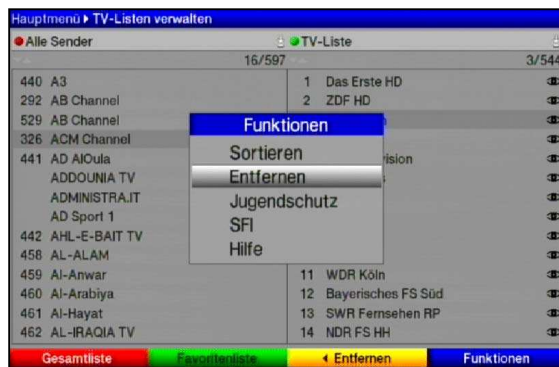 Hauptmenü ▸ TV-Listen verwalten
Alle Sender
16/597
440 A3
292 AB Channel
529 AB Channel
326 ACM Channel
441 AD AlOula
ADDOUNIA TV
ADMINISTRA.IT
AD Sport 1
442 AHL-E-BAIT TV
458 AL-ALAM
459 Al-Anwar
460 Al-Arabiya
461 Al-Hayat
462 AL-IRAQIA TV
TV-Liste
3/544
1 Das Erste HD
2 ZDF HD
ision
11 WDR Köln
12 Bayerisches FS Süd
13 SWR Fernsehen RP
14 NDR FS HH
Funktionen
Sortieren
Entfernen
Jugendschutz
SFI
Hilfe
Gesamtliste
Favoritenliste
Entfernen
Funktionen